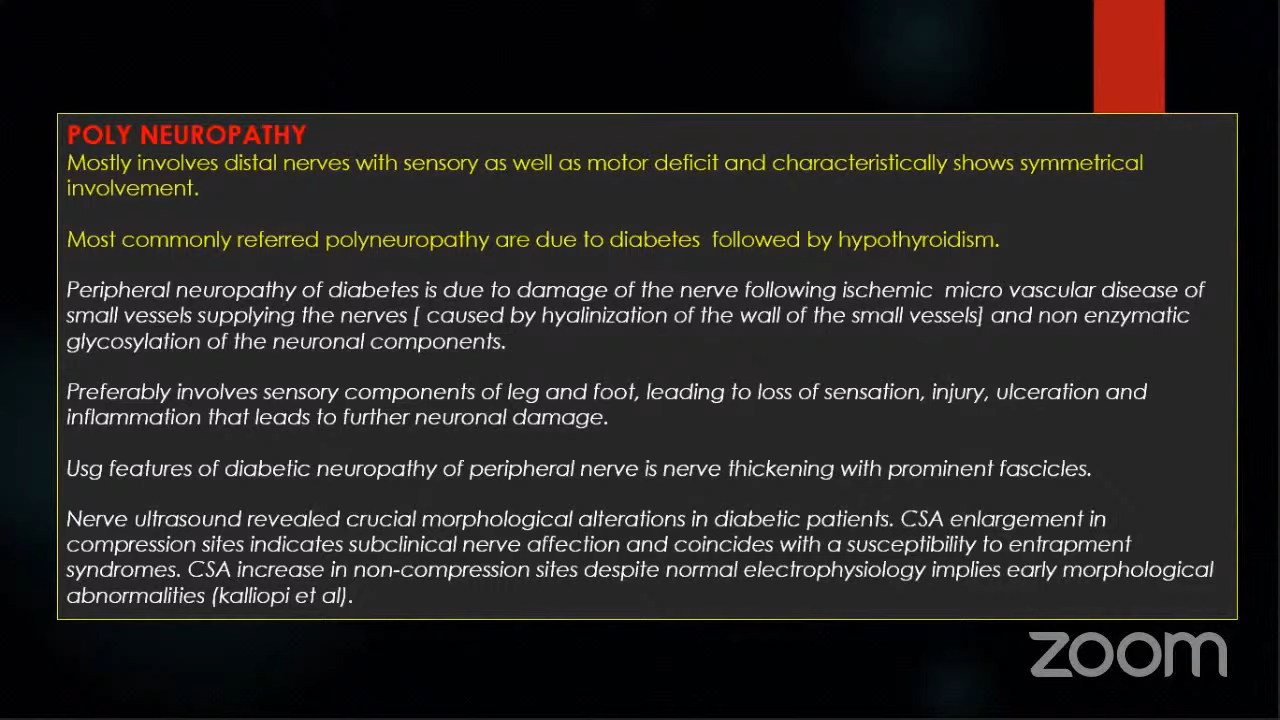 POLY NEUROPATHY
Mostly involves distal nerves with sensory as well as motor deficit and characteristically shows symmetrical
involvement.
Most commonly referred polyneuropathy are due to diabetes  followed by hypothyroidism.
Peripheral neuropathy of diabetes is due to damage of the nerve following ischemic  micro vascular disease of
small vessels supplying the nerves [ caused by hyalinization of the wall of the small vessels] and non enzymatic
glycosylation of the neuronal components.
Preferably involves sensory components of leg and foot, leading to loss of sensation, injury, ulceration and
inflammation that leads to further neuronal damage.
Usg features of diabetic neuropathy of peripheral nerve is nerve thickening with prominent fascicles.
Nerve ultrasound revealed crucial morphological alterations in diabetic patients. CSA enlargement in
compression sites indicates subclinical nerve affection and coincides with a susceptibility to entrapment
syndromes. CSA increase in non-compression sites despite normal electrophysiology implies early morphological
abnormalities (kalliopi et al).
zoom